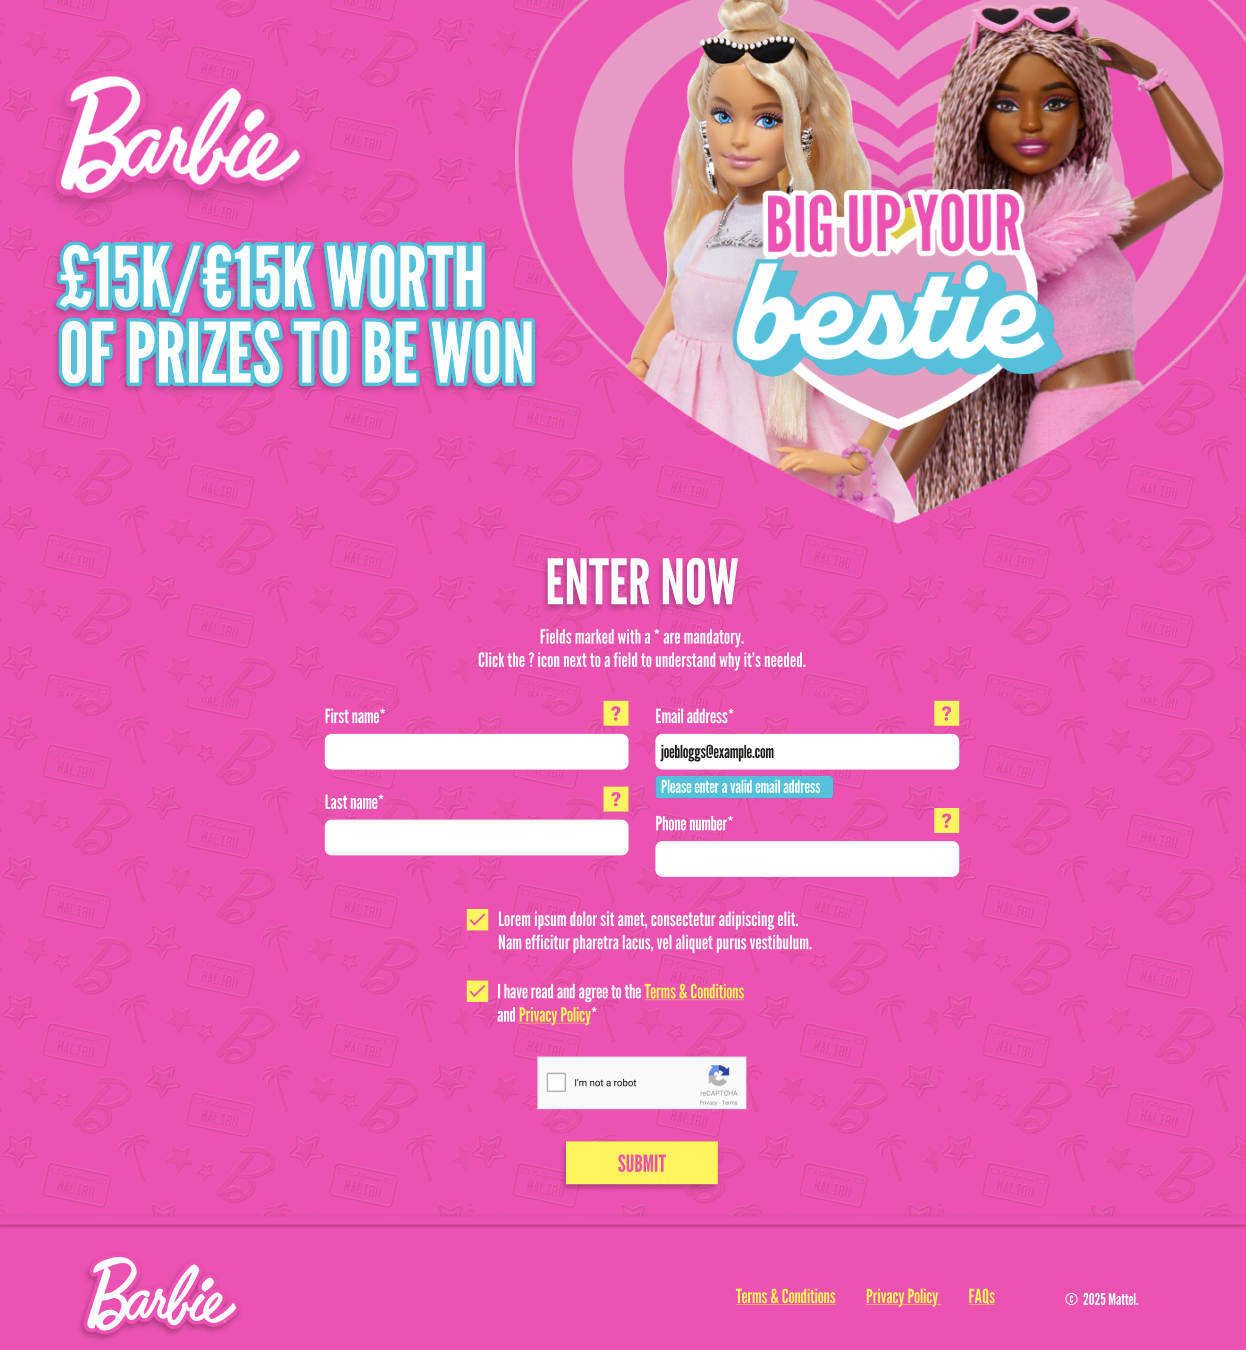 Barbie
£15K/€15K WORTH
OF PRIZES TO BE WON
BIG UP YOUR
bestie
ENTER NOW
Fields marked with a * are mandatory.
Click the ? icon next to a field to understand why it's needed.
First name*
?
Email address*
?
joebloggs@example.com
Please enter a valid email address
Last name*
?
Phone number*
?
Lorem ipsum dolor sit amet, consectetur adipiscing elit.
Nam efficitur pharetra lacus, vel aliquet purus vestibulum.
I have read and agree to the Terms & Conditions
and Privacy Policy*
I'm not a robot
reCAPTCHA
Privacy - Terms
SUBMIT
Barbie
Terms & Conditions
Privacy Policy
FAQs
© 2025 Mattel.
MALIBU